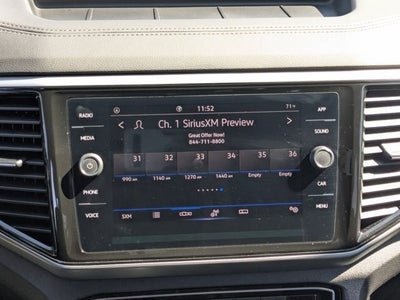 11:52
71°F
RADIO
MEDIA
PHONE
VOICE
Ch. 1 SiriusXM Preview
Great Offer Now!
844-711-8800
31 32 33 34 35 36
990 AM 1140 AM 1270 AM 1440 AM Empty Empty
SXM
APP
SOUND
CAR
MENU